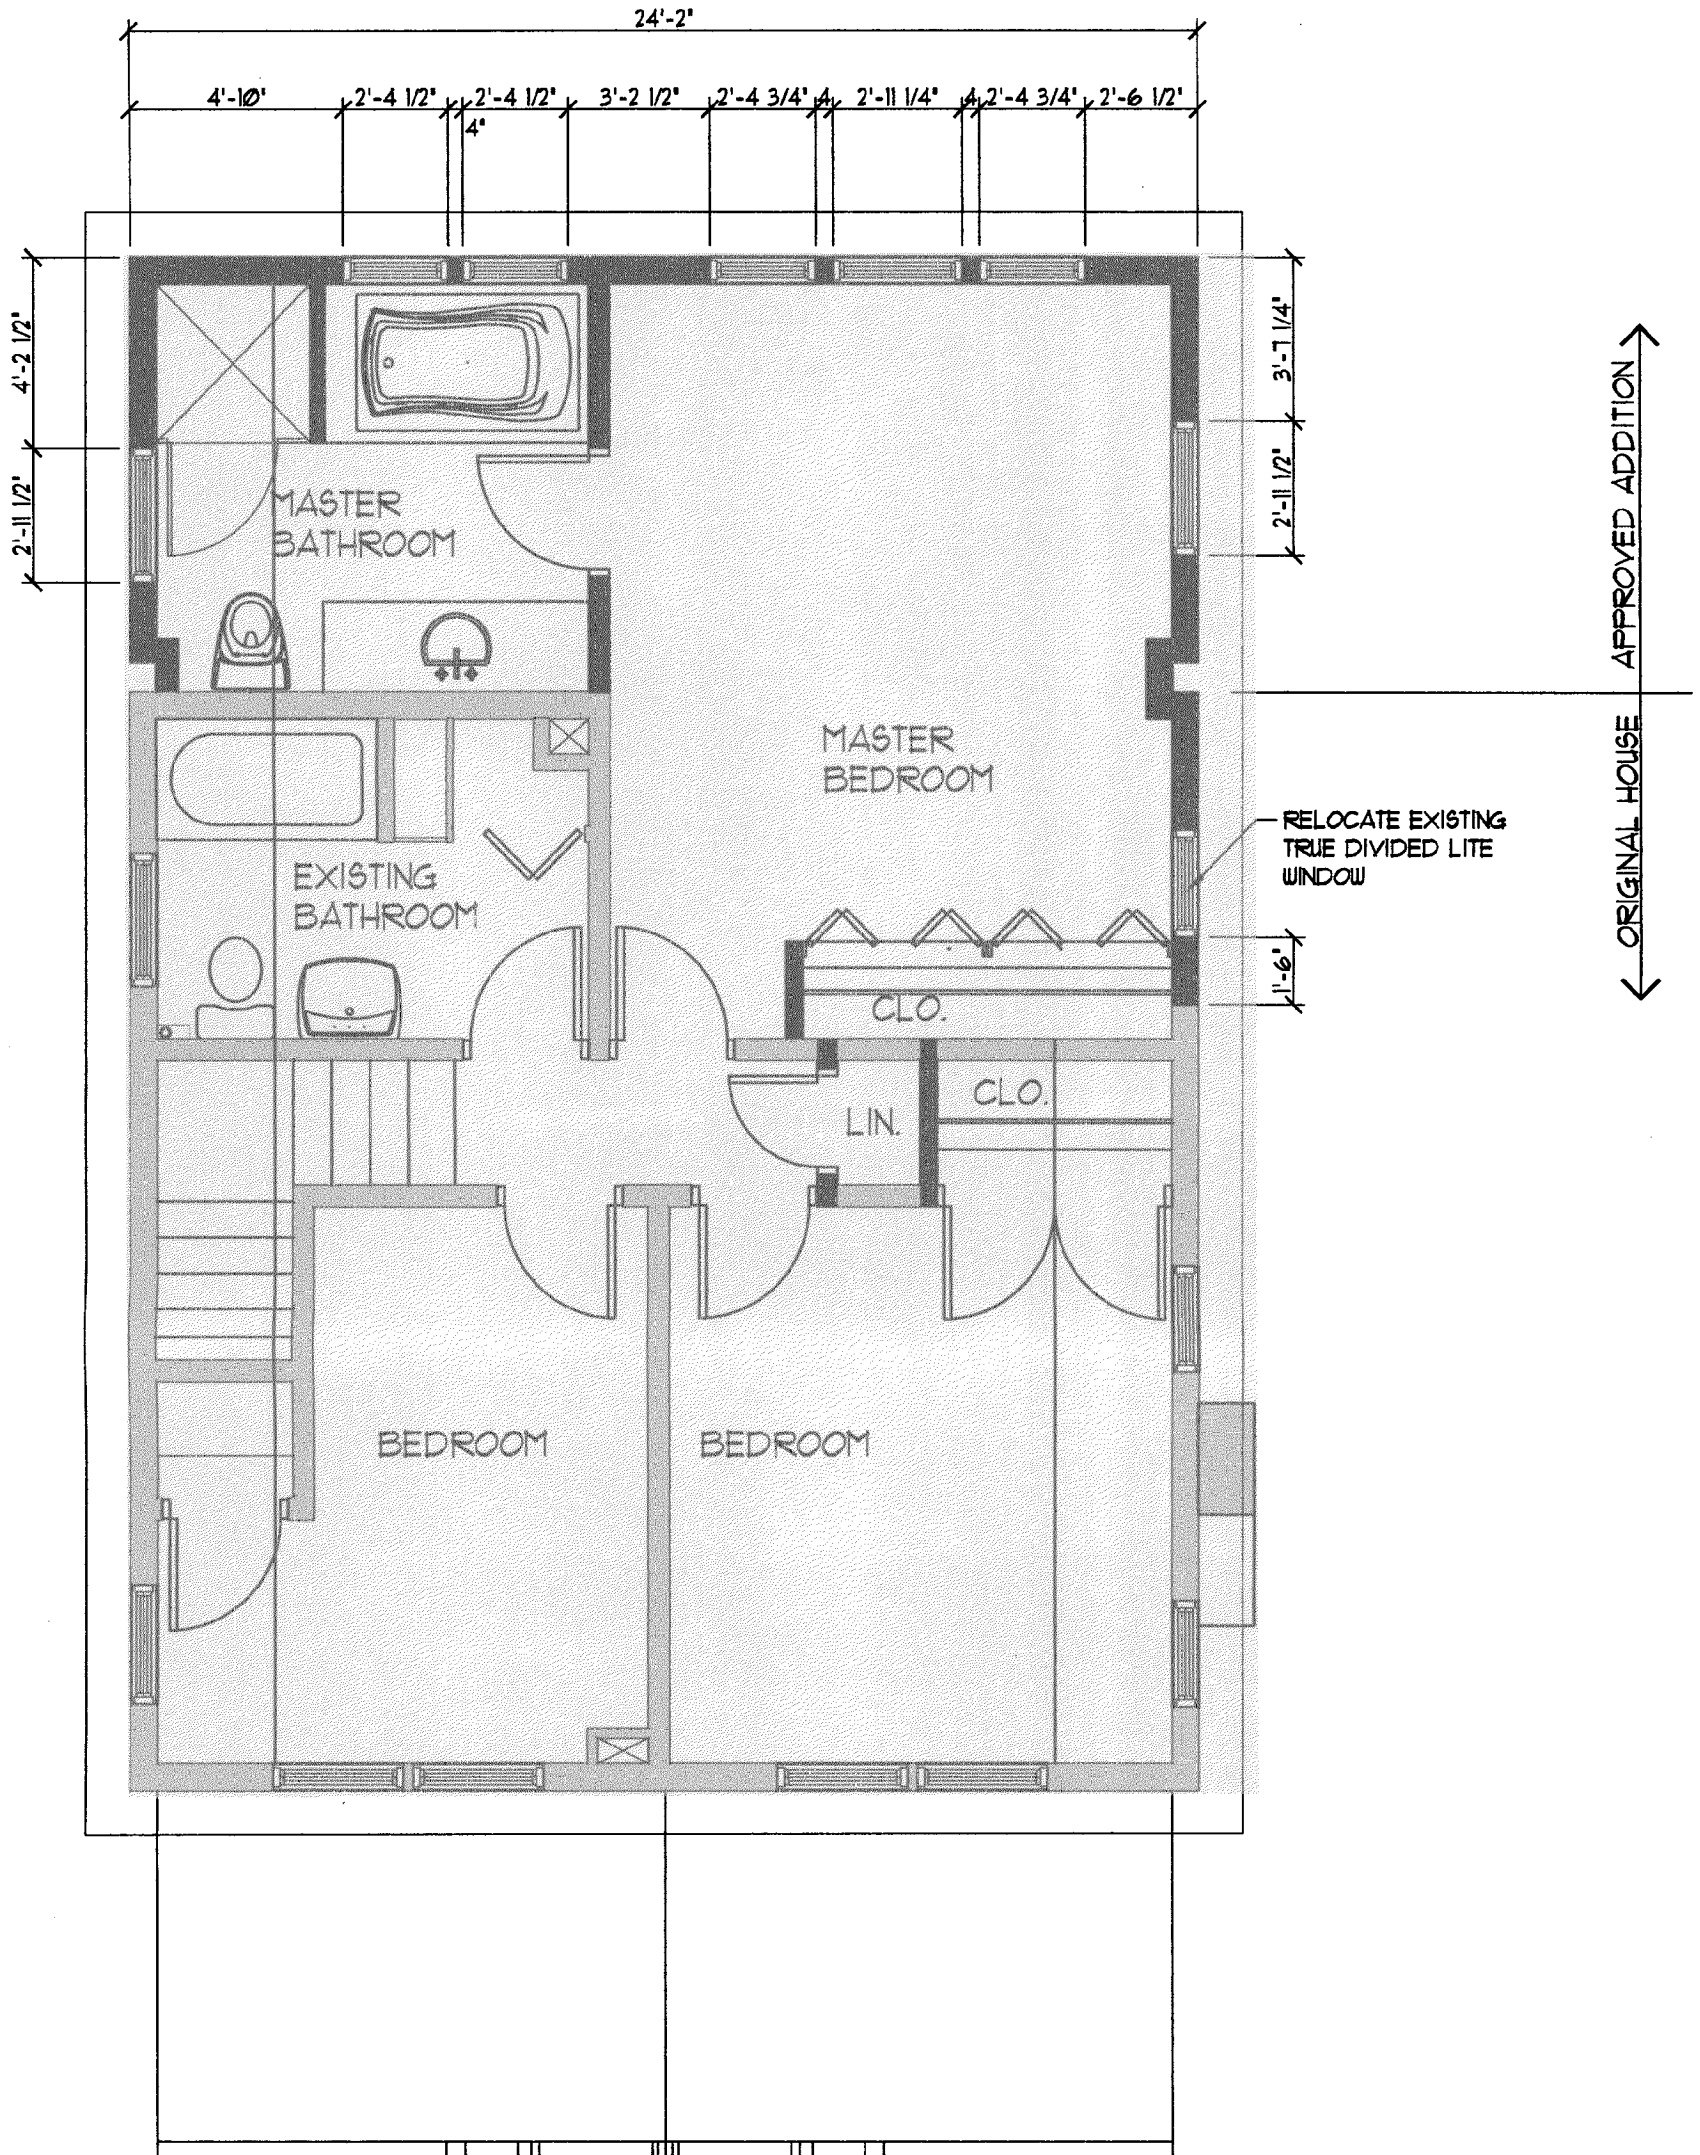 24'-2"
4'-10"
2'-4 1/2"
2'-4 1/2"
3'-2 1/2"
2'-4 3/4"
4
2'-11 1/4"
4
2'-4 3/4"
2'-6 1/2"
4"
4'-2 1/2"
2'-11 1/2"
3'-7 1/4"
2'-11 1/2"
APPROVED ADDITION
ORIGINAL HOUSE
MASTER
BATHROOM
MASTER
BEDROOM
RELOCATE EXISTING
TRUE DIVIDED LITE
WINDOW
EXISTING
BATHROOM
1'-6"
CLO.
CLO.
LIN.
BEDROOM
BEDROOM